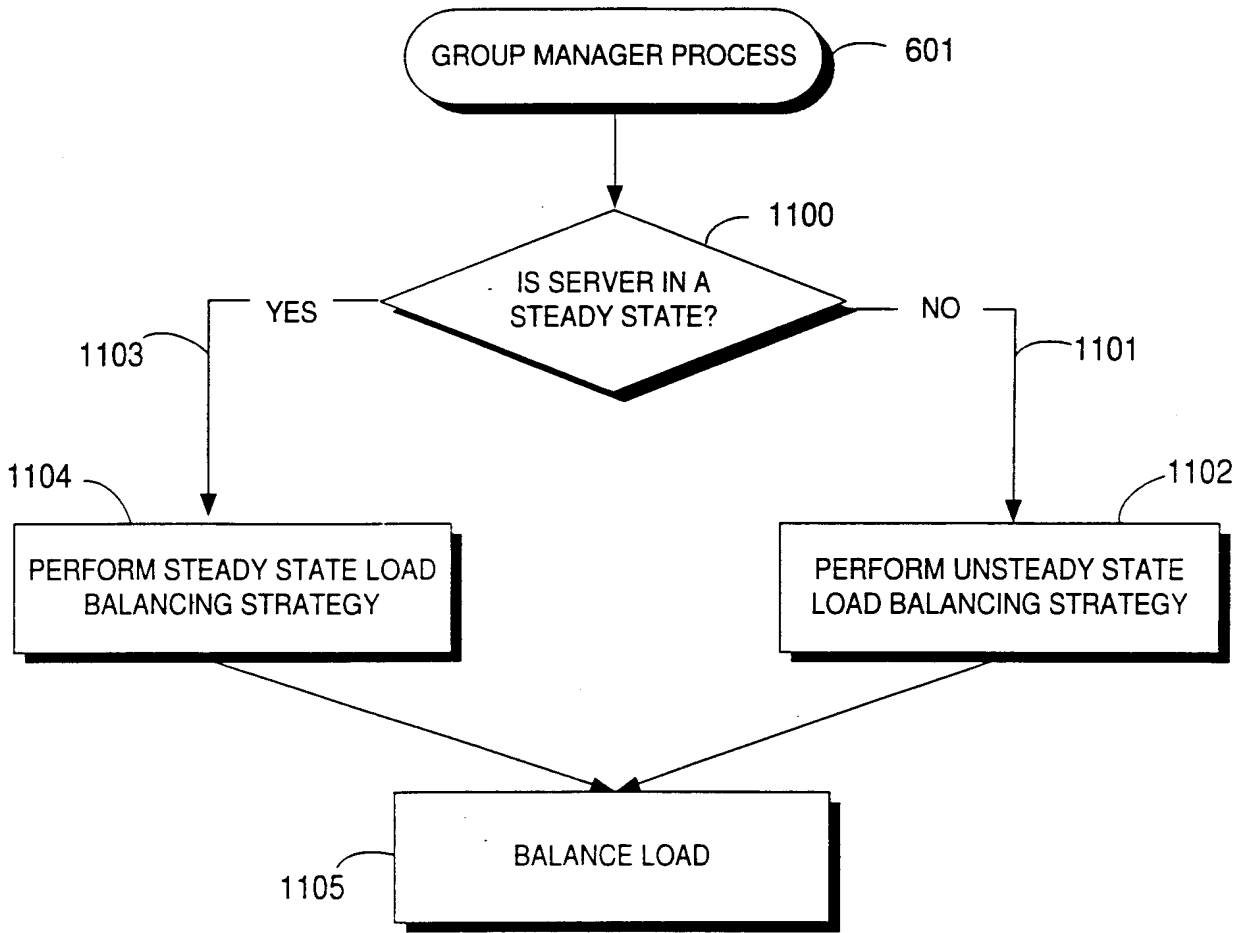 GROUP MANAGER PROCESS
601
1100
IS SERVER IN A
STEADY STATE?
YES
NO
1103
1101
1104
1102
PERFORM STEADY STATE LOAD
BALANCING STRATEGY
PERFORM UNSTEADY STATE
LOAD BALANCING STRATEGY
BALANCE LOAD
1105